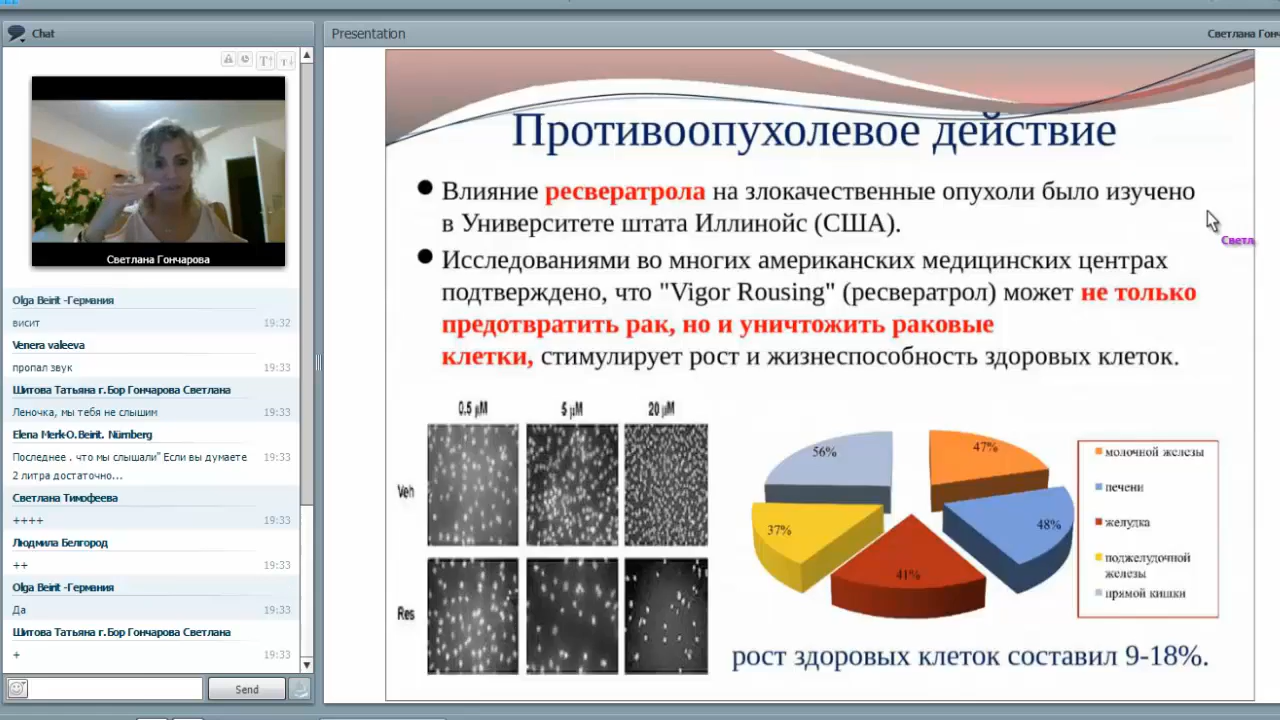 Chat
Presentation
Светлана Гон
Светлана Гончарова
Olga Beirit -Германия
висит 19:32
Venera valeeva
пропал звук 19:33
Шитова Татьяна г.Бор Гончарова Светлана
Леночка, мы тебя не слышим 19:33
Elena Merk-O.Beirit. Nürnberg
Последнее . что мы слышали" Если вы думаете 19:33
2 литра достаточно...
Светлана Тимофеева
++++ 19:33
Людмила Белгород
++ 19:33
Olga Beirit -Германия
Да 19:33
Шитова Татьяна г.Бор Гончарова Светлана
+ 19:33
Send
Противоопухолевое действие
Влияние ресвератрола на злокачественные опухоли было изучено
в Университете штата Иллинойс (США).
Светл
Исследованиями во многих американских медицинских центрах
подтверждено, что "Vigor Rousing" (ресвератрол) может не только
предотвратить рак, но и уничтожить раковые
клетки, стимулирует рост и жизнеспособность здоровых клеток.
0.5 µM 5 µM 20 µM
Veh
Res
56% 47%
37% 48%
41%
молочной железы
печени
желудка
поджелудочной
железы
прямой кишки
рост здоровых клеток составил 9-18%.